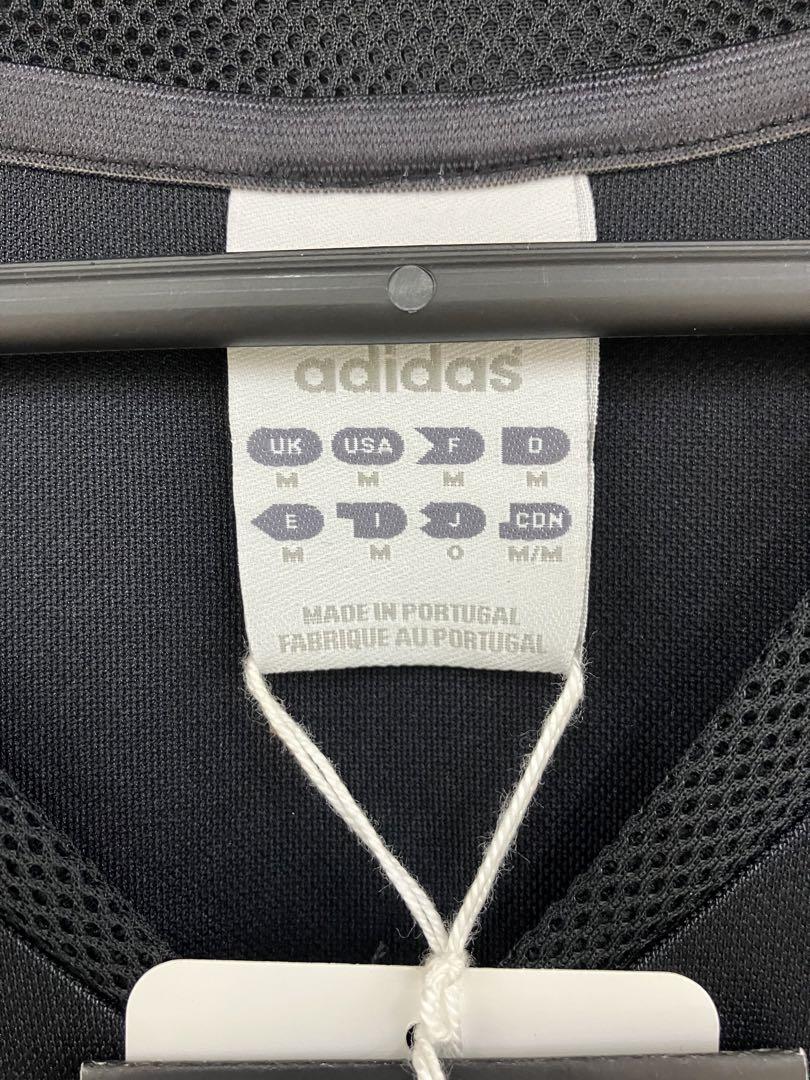 adidas
UK USA F D
M M M M
E I J CDN
M M O M/M
MADE IN PORTUGAL
FABRIQUE AU PORTUGAL